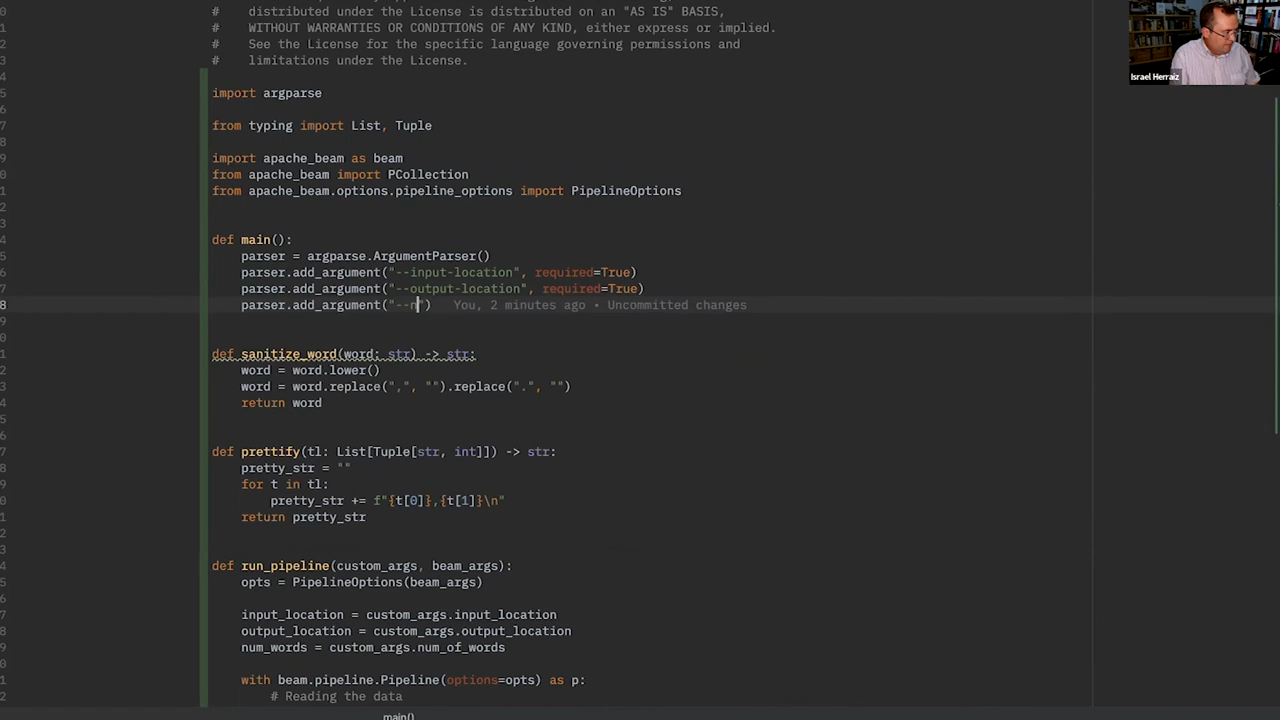 #    distributed under the License is distributed on an "AS IS" BASIS,
#    WITHOUT WARRANTIES OR CONDITIONS OF ANY KIND, either express or implied.
#    See the License for the specific language governing permissions and
#    limitations under the License.
Israel Herraiz
import argparse
from typing import List, Tuple
import apache_beam as beam
from apache_beam import PCollection
from apache_beam.options.pipeline_options import PipelineOptions
def main():
    parser = argparse.ArgumentParser()
    parser.add_argument("--input-location", required=True)
    parser.add_argument("--output-location", required=True)
    parser.add_argument("--n")   You, 2 minutes ago • Uncommitted changes
def sanitize_word(word: str) -> str:
    word = word.lower()
    word = word.replace(",", "").replace(".", "")
    return word
def prettify(tl: List[Tuple[str, int]]) -> str:
    pretty_str = ""
    for t in tl:
        pretty_str += f"{t[0]},{t[1]}\n"
    return pretty_str
def run_pipeline(custom_args, beam_args):
    opts = PipelineOptions(beam_args)
    input_location = custom_args.input_location
    output_location = custom_args.output_location
    num_words = custom_args.num_of_words
    with beam.pipeline.Pipeline(options=opts) as p:
        # Reading the data
main()